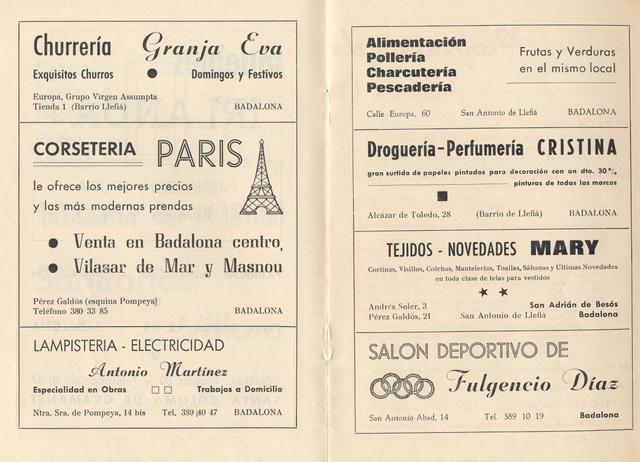 Churrería Granja Eva
Exquisitos Churros ● Domingos y Festivos
Europa, Grupo Virgen Assumpta
Tienda 1 (Barrio Llefiá) BADALONA
CORSETERIA PARIS
le ofrece los mejores precios
y las más modernas prendas
● Venta en Badalona centro,
● Vilasar de Mar y Masnou
Pérez Galdós (esquina Pompeya)
Teléfono 380 33 85 BADALONA
LAMPISTERIA - ELECTRICIDAD
Antonio Martínez
Especialidad en Obras □ □ Trabajos a Domicilio
Ntra. Sra. de Pompeya, 14 bis Tel. 389 40 47 BADALONA
Alimentación
Pollería
Charcutería
Pescadería
Frutas y Verduras
en el mismo local
Calle Europa, 60 San Antonio de Llefiá BADALONA
Droguería-Perfumería CRISTINA
gran surtido de papeles pintados para decoración con un dto. 30 %
pinturas de todas las marcas
Alcázar de Toledo, 28 (Barrio de Llefiá) BADALONA
TEJIDOS - NOVEDADES MARY
Cortinas, Visillos, Colchas, Mantelerías, Toallas, Sábanas y Ultimas Novedades
en toda clase de telas para vestidos
★ ★
Andrés Soler, 3 San Adrián de Besós
Pérez Galdós, 21 San Antonio de Llefiá Badalona
SALON DEPORTIVO DE
Fulgencio Díaz
San Antonio Abad, 14 Tel. 389 10 19 Badalona